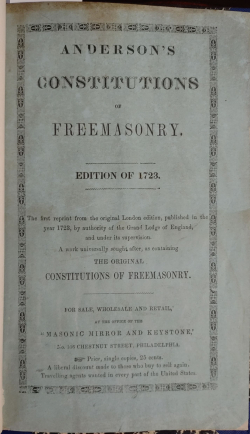 ANDERSON'S
CONSTITUTIONS
OF
FREEMASONRY.
EDITION OF 1723.
The first reprint from the original London edition, published in the
year 1723, by authority of the Grand Lodge of England,
and under its supervision.
A work universally sought after, as containing
THE ORIGINAL
CONSTITUTIONS OF FREEMASONRY.
FOR SALE, WHOLESALE AND RETAIL,
AT THE OFFICE OF THE
"MASONIC MIRROR AND KEYSTONE,"
CHESTNUT STREET, PHILADELPHIA.
Price, single copies, 25 cents.
A liberal discount made to those who buy to sell again.
Travelling agents wanted in every part of the United States.